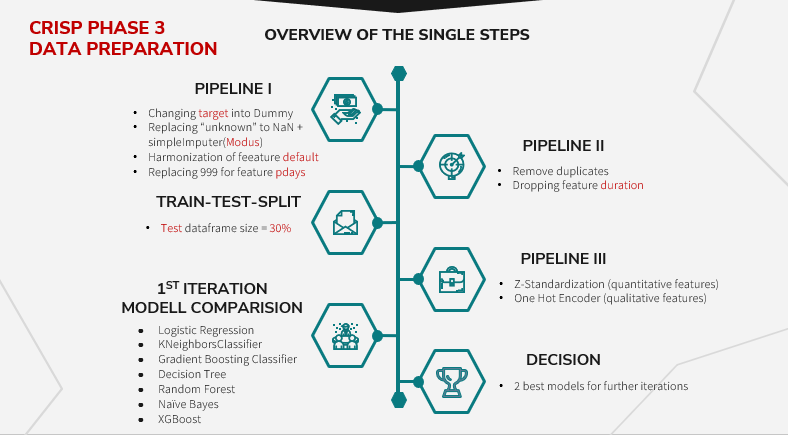 CRISP PHASE 3
DATA PREPARATION
OVERVIEW OF THE SINGLE STEPS
PIPELINE I
• Changing target into Dummy
• Replacing “unknown” to NaN +
simpleImputer(Modus)
• Harmonization of feeature default
• Replacing 999 for feature pdays
PIPELINE II
• Remove duplicates
• Dropping feature duration
TRAIN-TEST-SPLIT
• Test dataframe size = 30%
PIPELINE III
• Z-Standardization (quantitative features)
• One Hot Encoder (qualitative features)
1ST ITERATION
MODELL COMPARISION
• Logistic Regression
• KNeighborsClassifier
• Gradient Boosting Classifier
• Decision Tree
• Random Forest
• Naïve Bayes
• XGBoost
DECISION
• 2 best models for further iterations